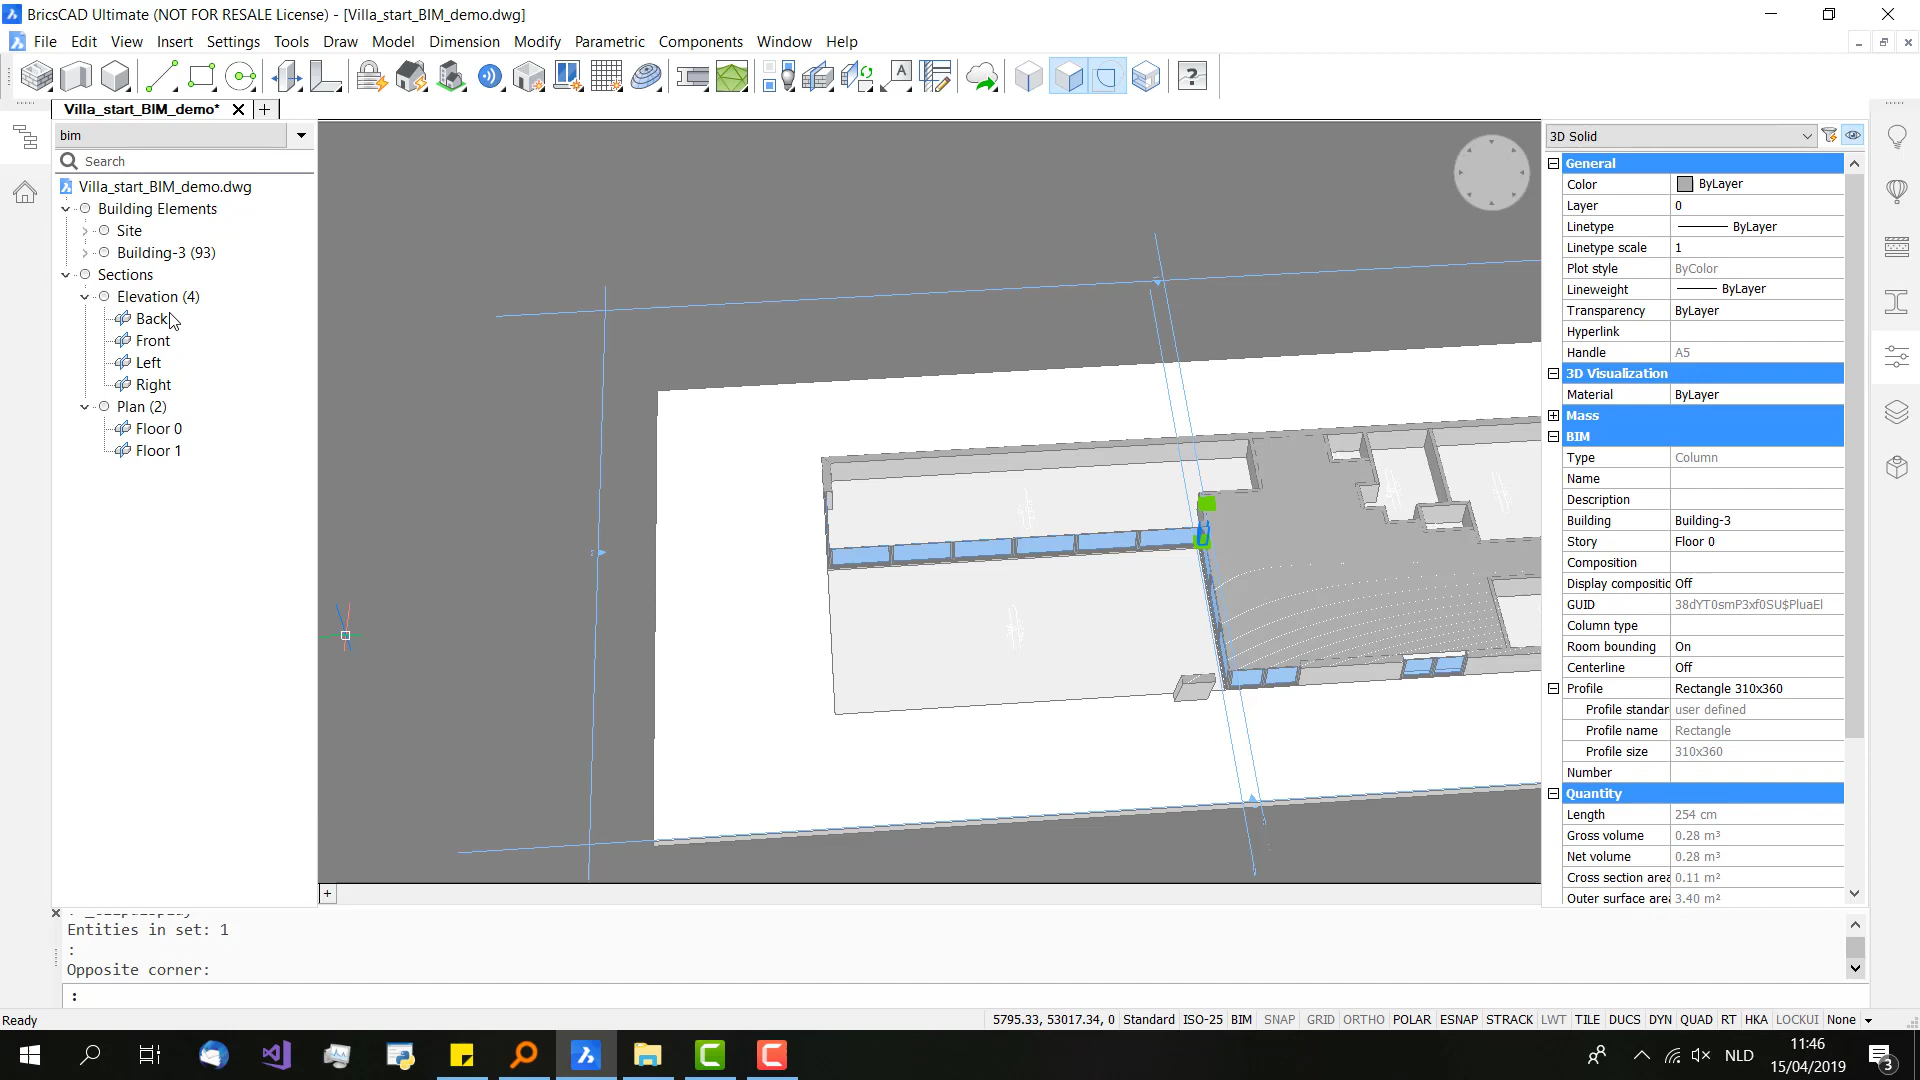 BricsCAD Ultimate (NOT FOR RESALE License) - [Villa_start_BIM_demo.dwg]
File Edit View Insert Settings Tools Draw Model Dimension Modify Parametric Components Window Help
Villa_start_BIM_demo*
bim
Search
Villa_start_BIM_demo.dwg
Building Elements
Site
Building-3 (93)
Sections
Elevation (4)
Back
Front
Left
Right
Plan (2)
Floor 0
Floor 1
3D Solid
General
Color ByLayer
Layer 0
Linetype ByLayer
Linetype scale 1
Plot style ByColor
Lineweight ByLayer
Transparency ByLayer
Hyperlink
Handle A5
3D Visualization
Material ByLayer
Mass
BIM
Type Column
Name
Description
Building Building-3
Story Floor 0
Composition
Display compositic Off
GUID 38dYT0smP3xf0SU$PluaEl
Column type
Room bounding On
Centerline Off
Profile Rectangle 310x360
Profile standar user defined
Profile name Rectangle
Profile size 310x360
Number
Quantity
Length 254 cm
Gross volume 0.28 m³
Net volume 0.28 m³
Cross section area 0.11 m²
Outer surface area 3.40 m²
Entities in set: 1
:
Opposite corner:
:
Ready
5795.33, 53017.34, 0 Standard ISO-25 BIM SNAP GRID ORTHO POLAR ESNAP STRACK LWT TILE DUCS DYN QUAD RT HKA LOCKUI None
NLD
11:46
15/04/2019
3